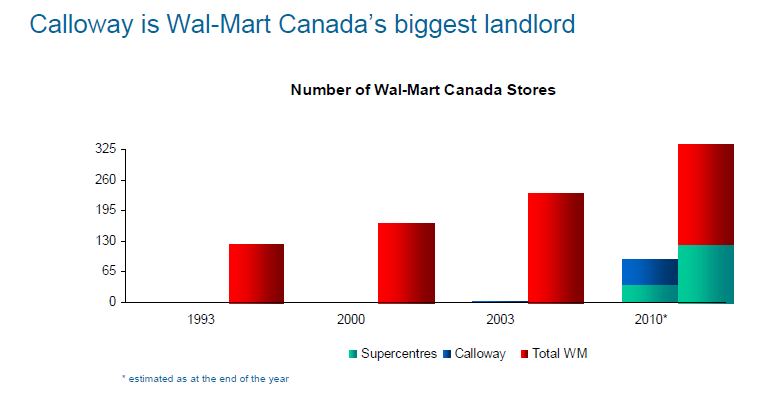 Calloway is Wal-Mart Canada's biggest landlord
Number of Wal-Mart Canada Stores
325
260
195
130
65
0
1993 2000 2003 2010*
Supercentres Calloway Total WM
* estimated as at the end of the year